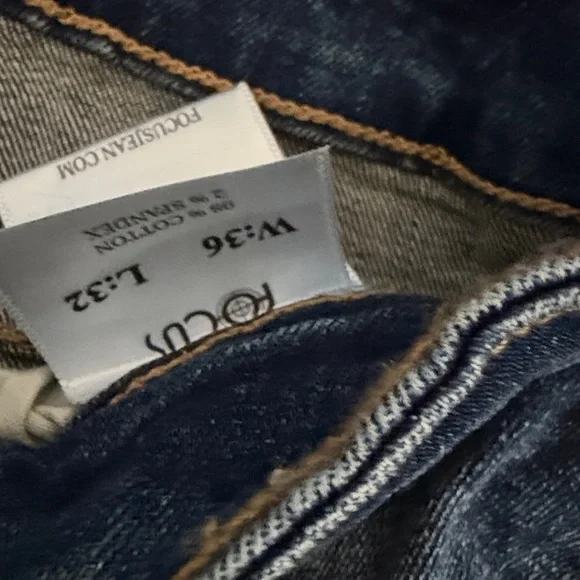 FOCUS
W:36 L:32
98 % COTTON
2 % SPANDEX
FOCUSJEAN.COM